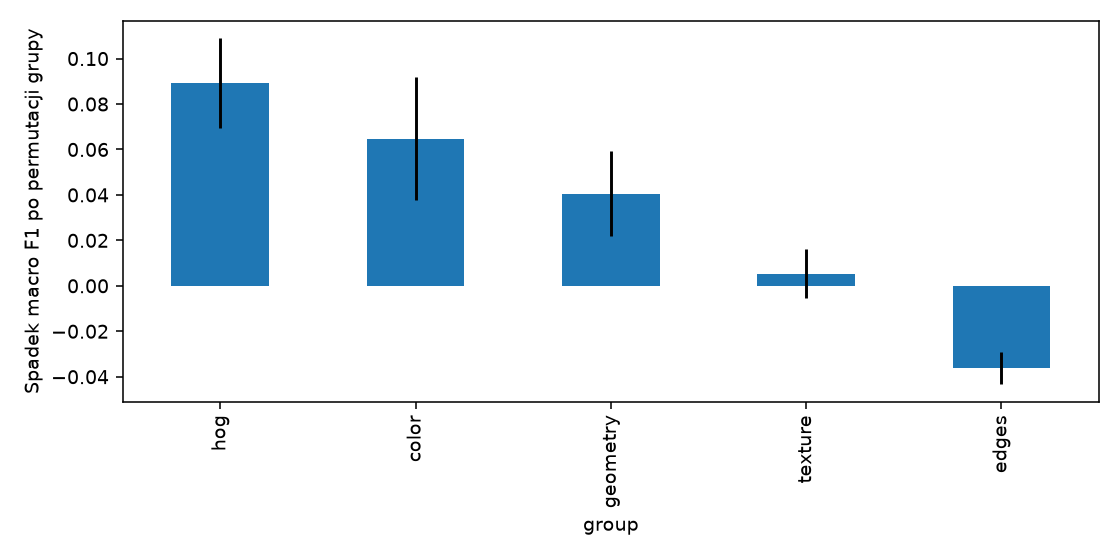 Spadek macro F1 po permutacji grupy
0.10
0.08
0.06
0.04
0.02
0.00
−0.02
−0.04
hog
color
geometry
texture
edges
group